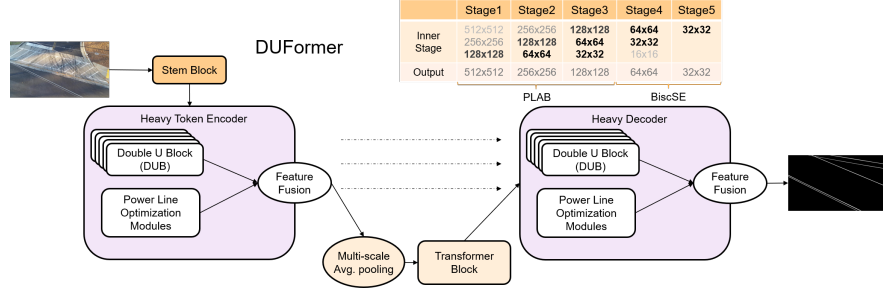 DUFormer
Stage1 Stage2 Stage3 Stage4 Stage5
Inner Stage
512x512 256x256 128x128 64x64 32x32
256x256 128x128 64x64 32x32
128x128 64x64 32x32 16x16
Output 512x512 256x256 128x128 64x64 32x32
PLAB BiscSE
Stem Block
Heavy Token Encoder
Double U Block
(DUB)
Power Line
Optimization
Modules
Feature
Fusion
Multi-scale
Avg. pooling
Transformer
Block
Heavy Decoder
Double U Block
(DUB)
Power Line
Optimization
Modules
Feature
Fusion